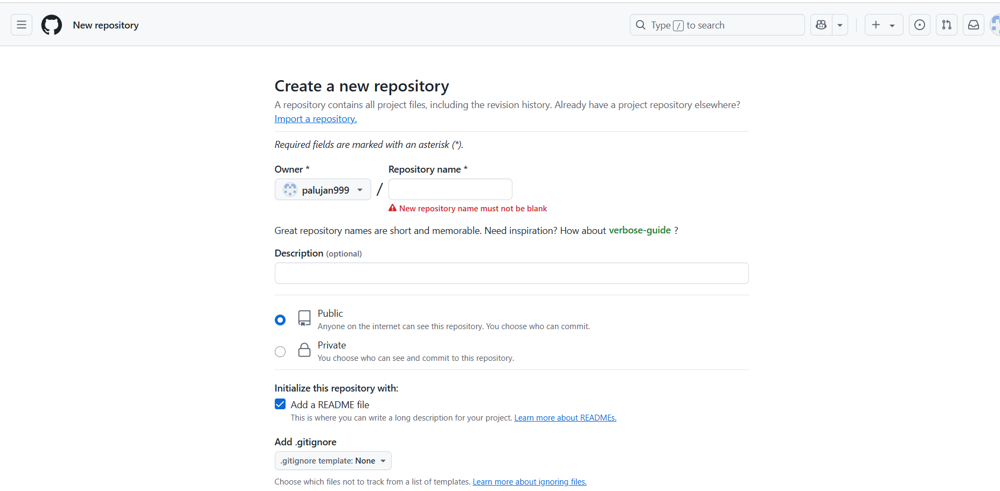 New repository
Type / to search
Create a new repository
A repository contains all project files, including the revision history. Already have a project repository elsewhere?
Import a repository.
Required fields are marked with an asterisk (*).
Owner *
Repository name *
palujan999
/
New repository name must not be blank
Great repository names are short and memorable. Need inspiration? How about verbose-guide ?
Description (optional)
Public
Anyone on the internet can see this repository. You choose who can commit.
Private
You choose who can see and commit to this repository.
Initialize this repository with:
Add a README file
This is where you can write a long description for your project. Learn more about READMEs.
Add .gitignore
.gitignore template: None
Choose which files not to track from a list of templates. Learn more about ignoring files.